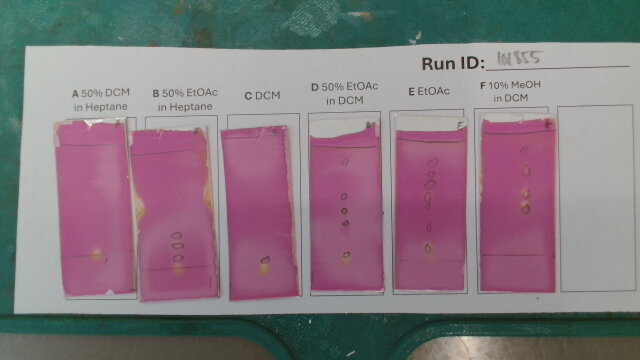 Run ID: 101855
A 50% DCM
in Heptane
B 50% EtOAc
in Heptane
C DCM
D 50% EtOAc
in DCM
E EtOAc
F 10% MeOH
in DCM